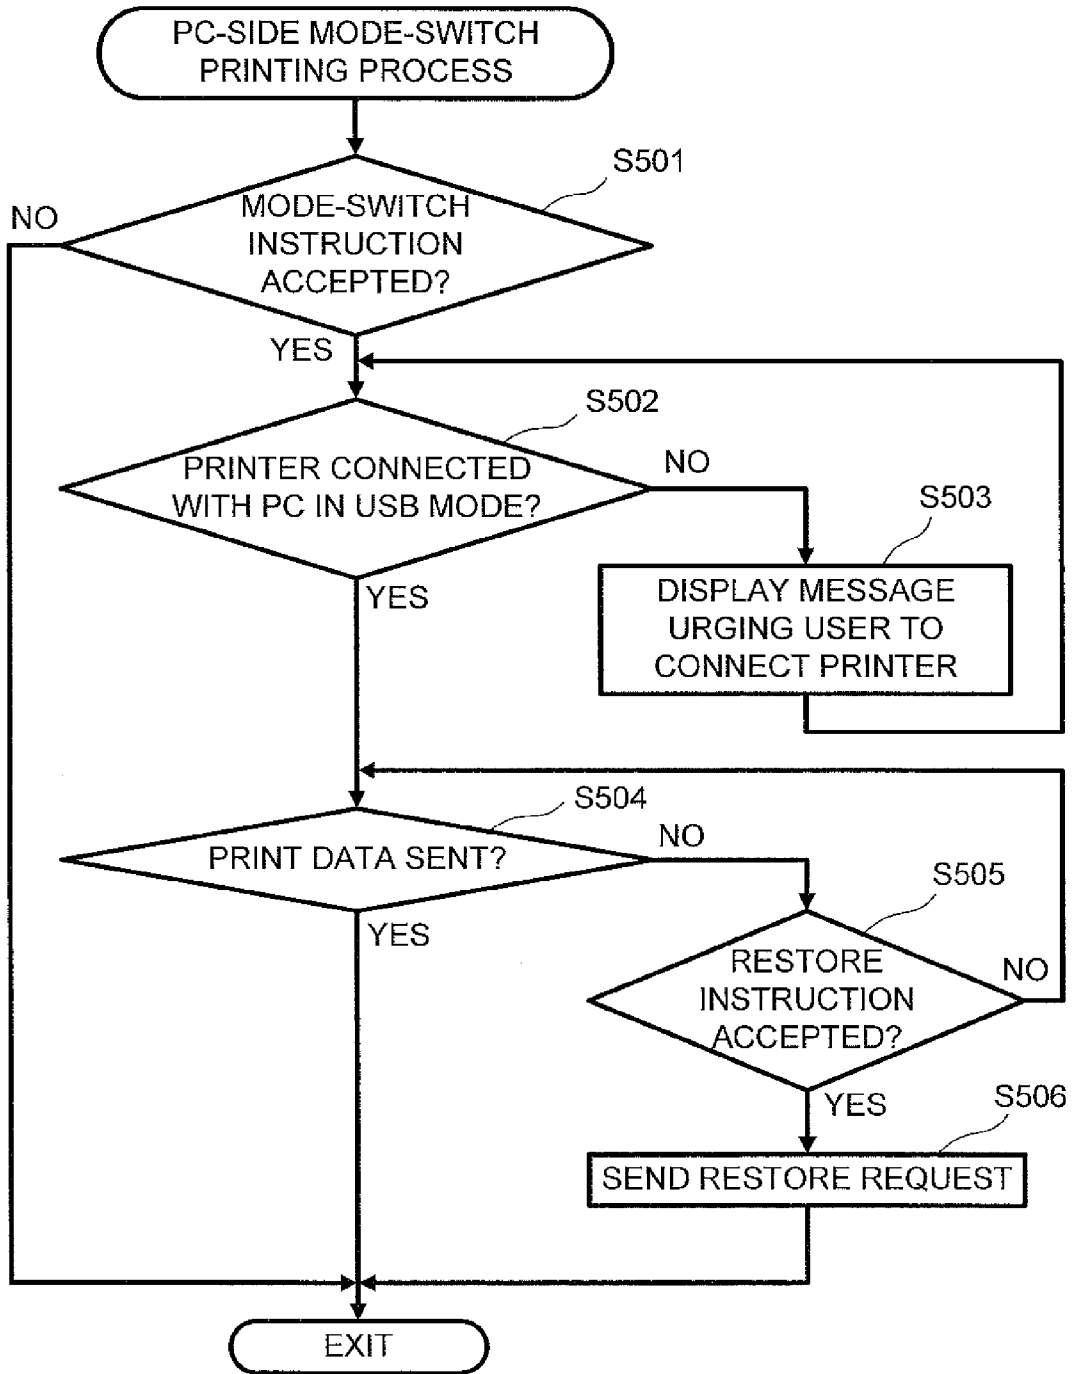 PC-SIDE MODE-SWITCH
PRINTING PROCESS
S501
NO
MODE-SWITCH
INSTRUCTION
ACCEPTED?
YES
S502
PRINTER CONNECTED
WITH PC IN USB MODE?
NO
S503
YES
DISPLAY MESSAGE
URGING USER TO
CONNECT PRINTER
S504
PRINT DATA SENT?
NO
S505
YES
RESTORE
INSTRUCTION
ACCEPTED?
NO
YES
S506
SEND RESTORE REQUEST
EXIT